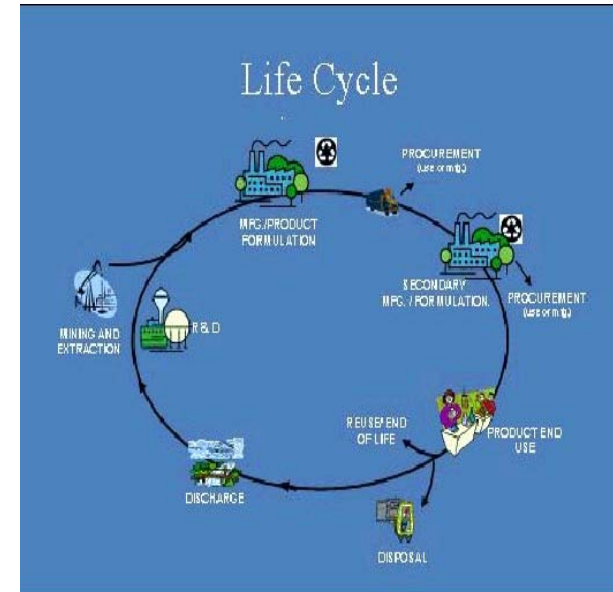 Life Cycle
PROCUREMENT
(use or mfg.)
MFG./PRODUCT
FORMULATION
SECONDARY
MFG. / FORMULATION.
PROCUREMENT
(use or mfg.)
MINING AND
EXTRACTION
R & D
REUSE/END
OF LIFE
PRODUCT END
USE
DISCHARGE
DISPOSAL